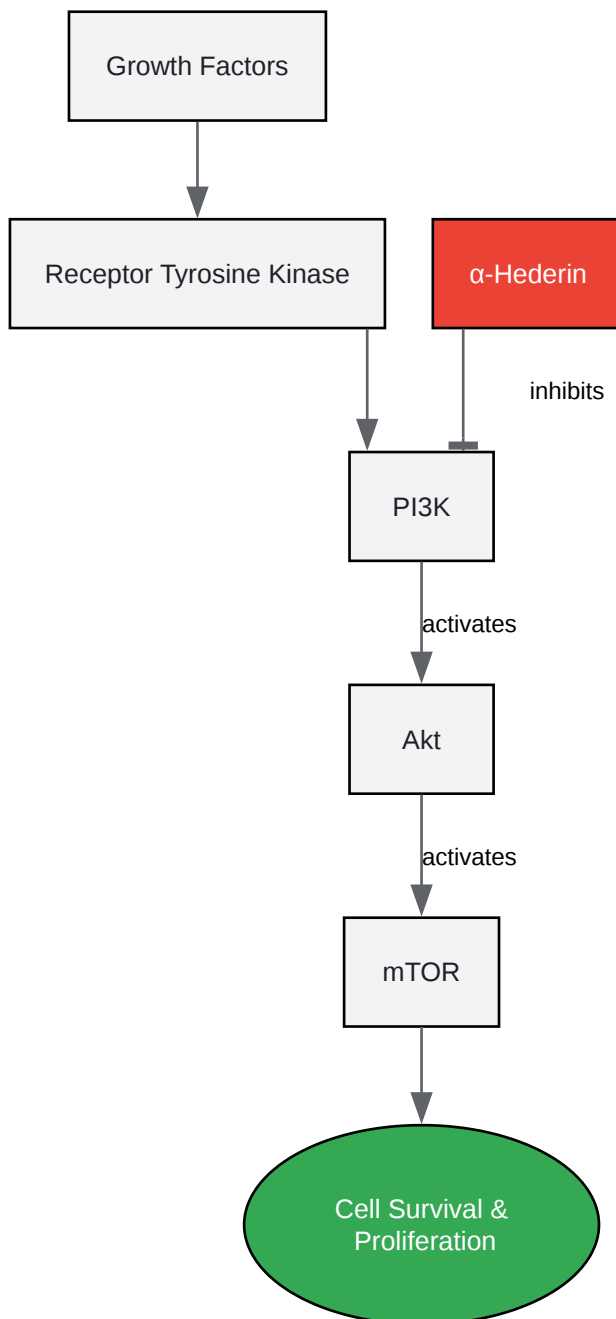 Growth Factors
Receptor Tyrosine Kinase
α-Hederin
inhibits
PI3K
activates
Akt
activates
mTOR
Cell Survival &
Proliferation